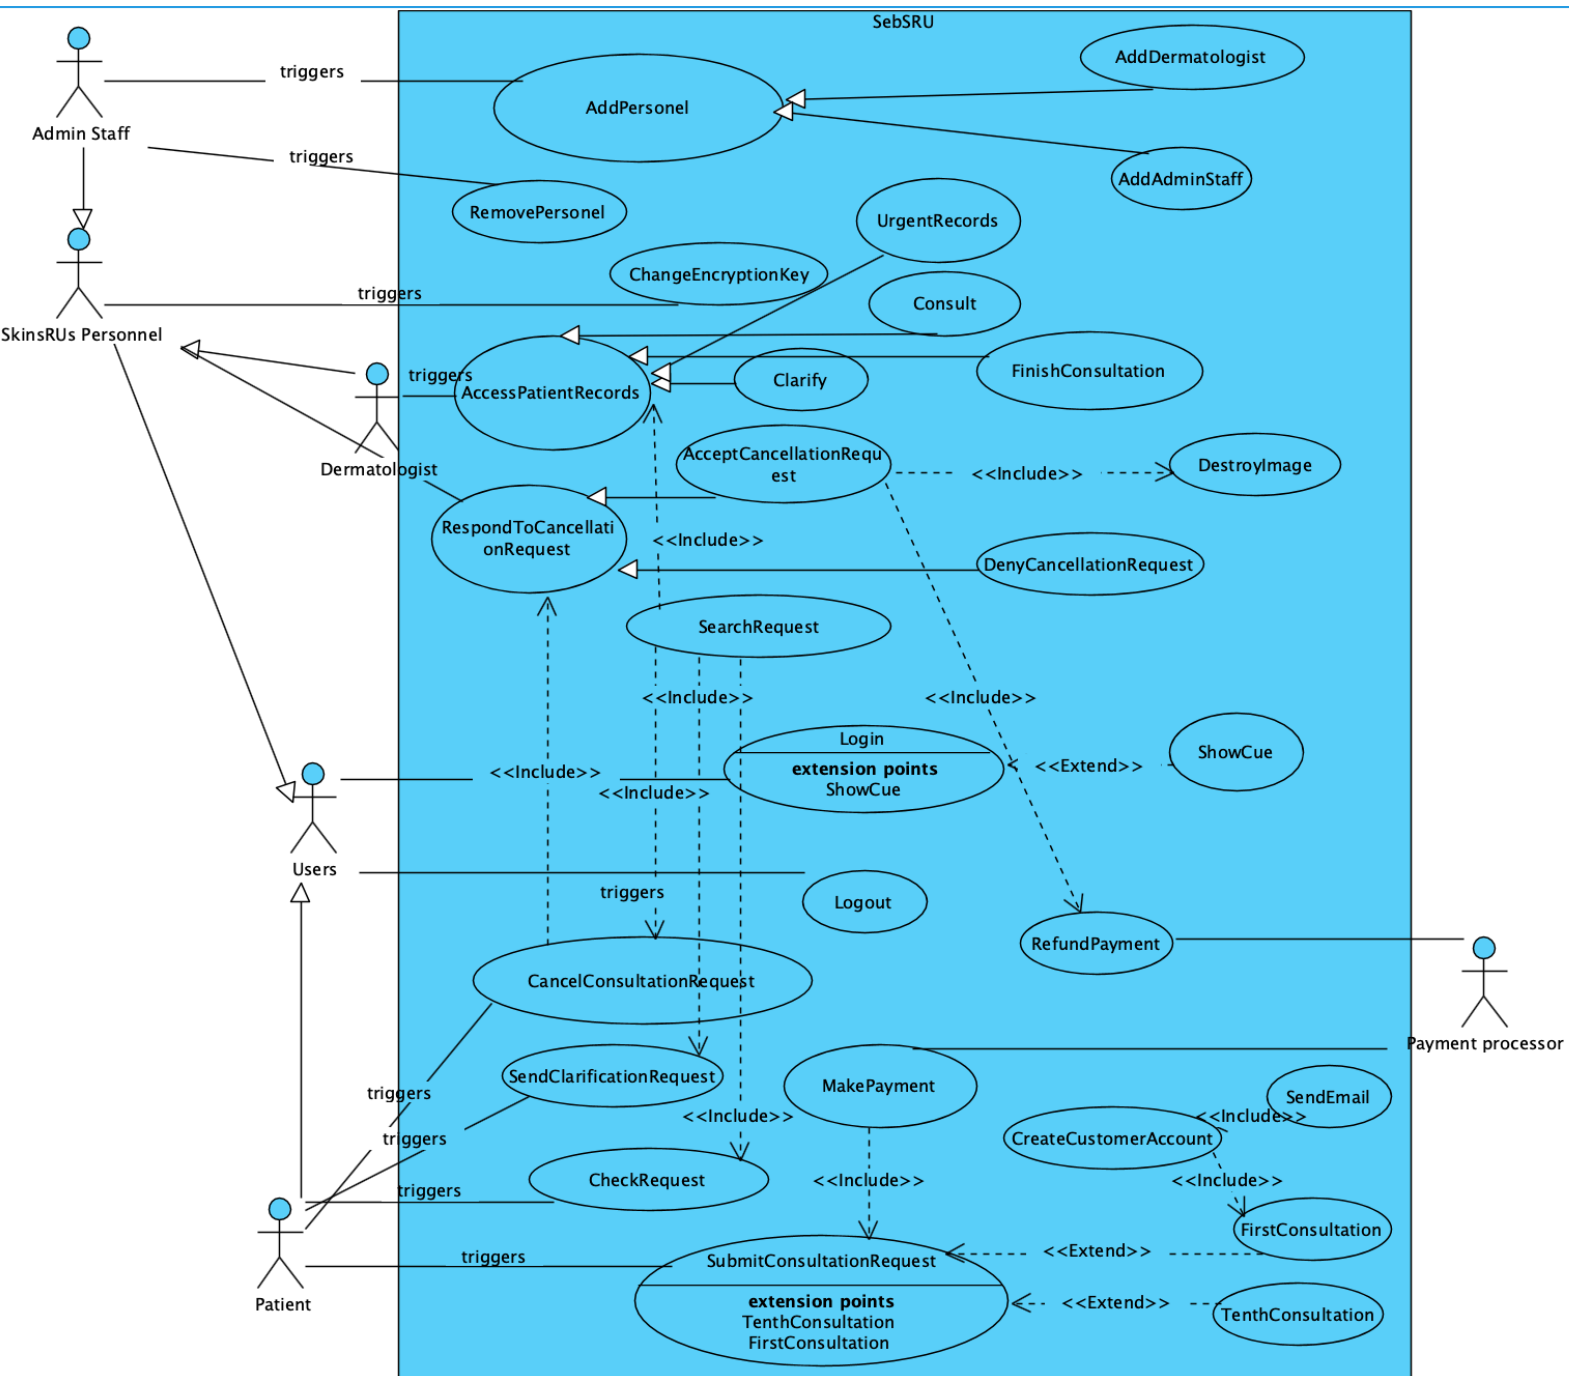 SebSRU
AddDermatologist
triggers
AddPersonel
Admin Staff
triggers
AddAdminStaff
RemovePersonel
UrgentRecords
ChangeEncryptionKey
triggers
Consult
SkinsRUs Personnel
triggers
AccessPatientRecords
Clarify
FinishConsultation
Dermatologist
AcceptCancellationRequ
est
<<Include>>
DestroyImage
RespondToCancellati
onRequest
<<Include>>
DenyCancellationRequest
SearchRequest
<<Include>>
<<Include>>
Login
extension points
ShowCue
<<Extend>>
ShowCue
<<Include>>
<<Include>>
Users
triggers
Logout
RefundPayment
CancelConsultationRequest
Payment processor
SendClarificationRequest
MakePayment
SendEmail
triggers
<<Include>>
<<Include>>
CreateCustomerAccount
triggers
CheckRequest
<<Include>>
<<Include>>
triggers
FirstConsultation
triggers
SubmitConsultationRequest
<<Extend>>
extension points
TenthConsultation
FirstConsultation
<<Extend>>
TenthConsultation
Patient